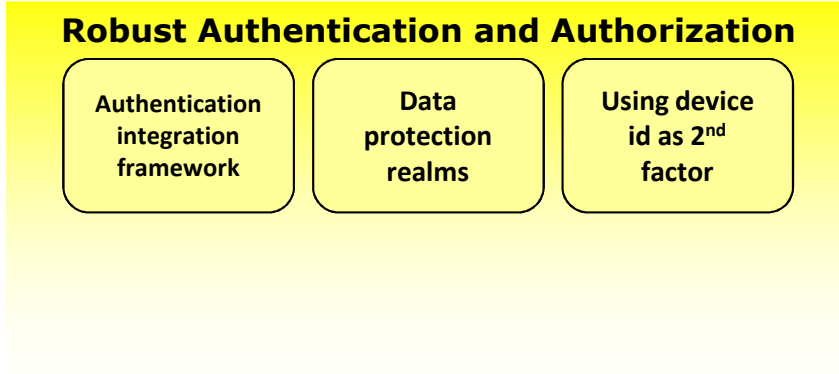 Robust Authentication and Authorization
Authentication
integration
framework
Data
protection
realms
Using device
id as 2nd
factor